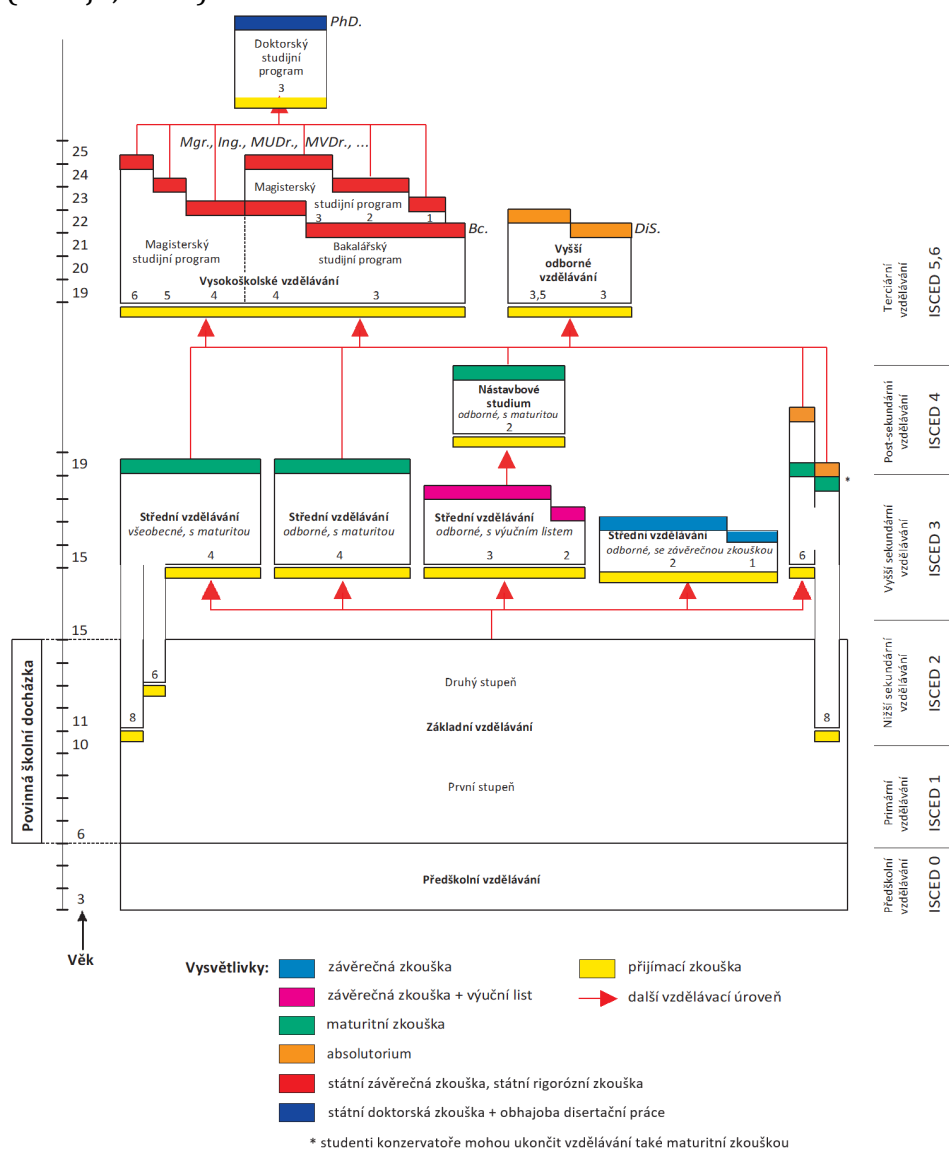 PhD.
Doktorský
studijní
program
3
Mgr., Ing., MUDr., MVDr., ...
25
24
23
22
21
20
19
Magisterský
studijní program
3
2
1
Bc.
Magisterský
studijní program
Bakalářský
studijní program
Vysokoškolské vzdělávání
6
5
4
4
3
DiS.
Vyšší
odborné
vzdělávání
3,5
3
Terciární
vzdělávání
ISCED 5,6
Nástavbové
studium
odborné, s maturitou
2
Post-sekundární
vzdělávání
ISCED 4
19
15
Střední vzdělávání
všeobecné, s maturitou
4
Střední vzdělávání
odborné, s maturitou
4
Střední vzdělávání
odborné, s výučním listem
3
2
Střední vzdělávání
odborné, se závěrečnou zkouškou
2
1
6
*
Vyšší sekundární
vzdělávání
ISCED 3
15
11
10
6
3
Věk
Povinná školní docházka
6
8
8
Druhý stupeň
Základní vzdělávání
První stupeň
Předškolní vzdělávání
Nižší sekundární
vzdělávání
ISCED 2
Primární
vzdělávání
ISCED 1
Předškolní
vzdělávání
ISCED 0
Vysvětlivky:
závěrečná zkouška
závěrečná zkouška + výuční list
maturitní zkouška
absolutorium
státní závěrečná zkouška, státní rigorózní zkouška
státní doktorská zkouška + obhajoba disertační práce
přijímací zkouška
další vzdělávací úroveň
* studenti konzervatoře mohou ukončit vzdělávání také maturitní zkouškou